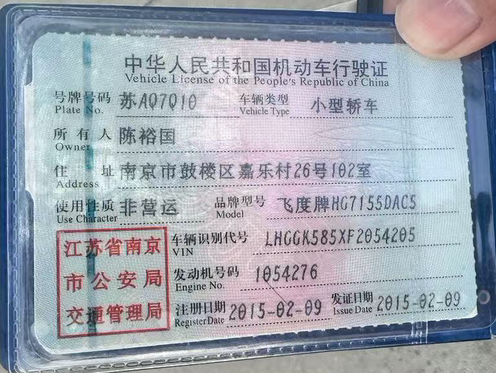 中华人民共和国机动车行驶证
Vehicle License of the People's Republic of China
号牌号码 苏AQ7Q10 车辆类型 小型轿车
Plate No. Vehicle Type
所有人 陈裕国
Owner
住址 南京市鼓楼区嘉乐村26号102室
Address
使用性质 非营运 品牌型号 飞度牌HG7155DAC5
Use Character Model
江苏省南京
市公安局
交通管理局
车辆识别代号 LHGGK585XF2054205
VIN
发动机号码 1054276
Engine No.
注册日期 2015-02-09 发证日期 2015-02-09
Register Date Issue Date